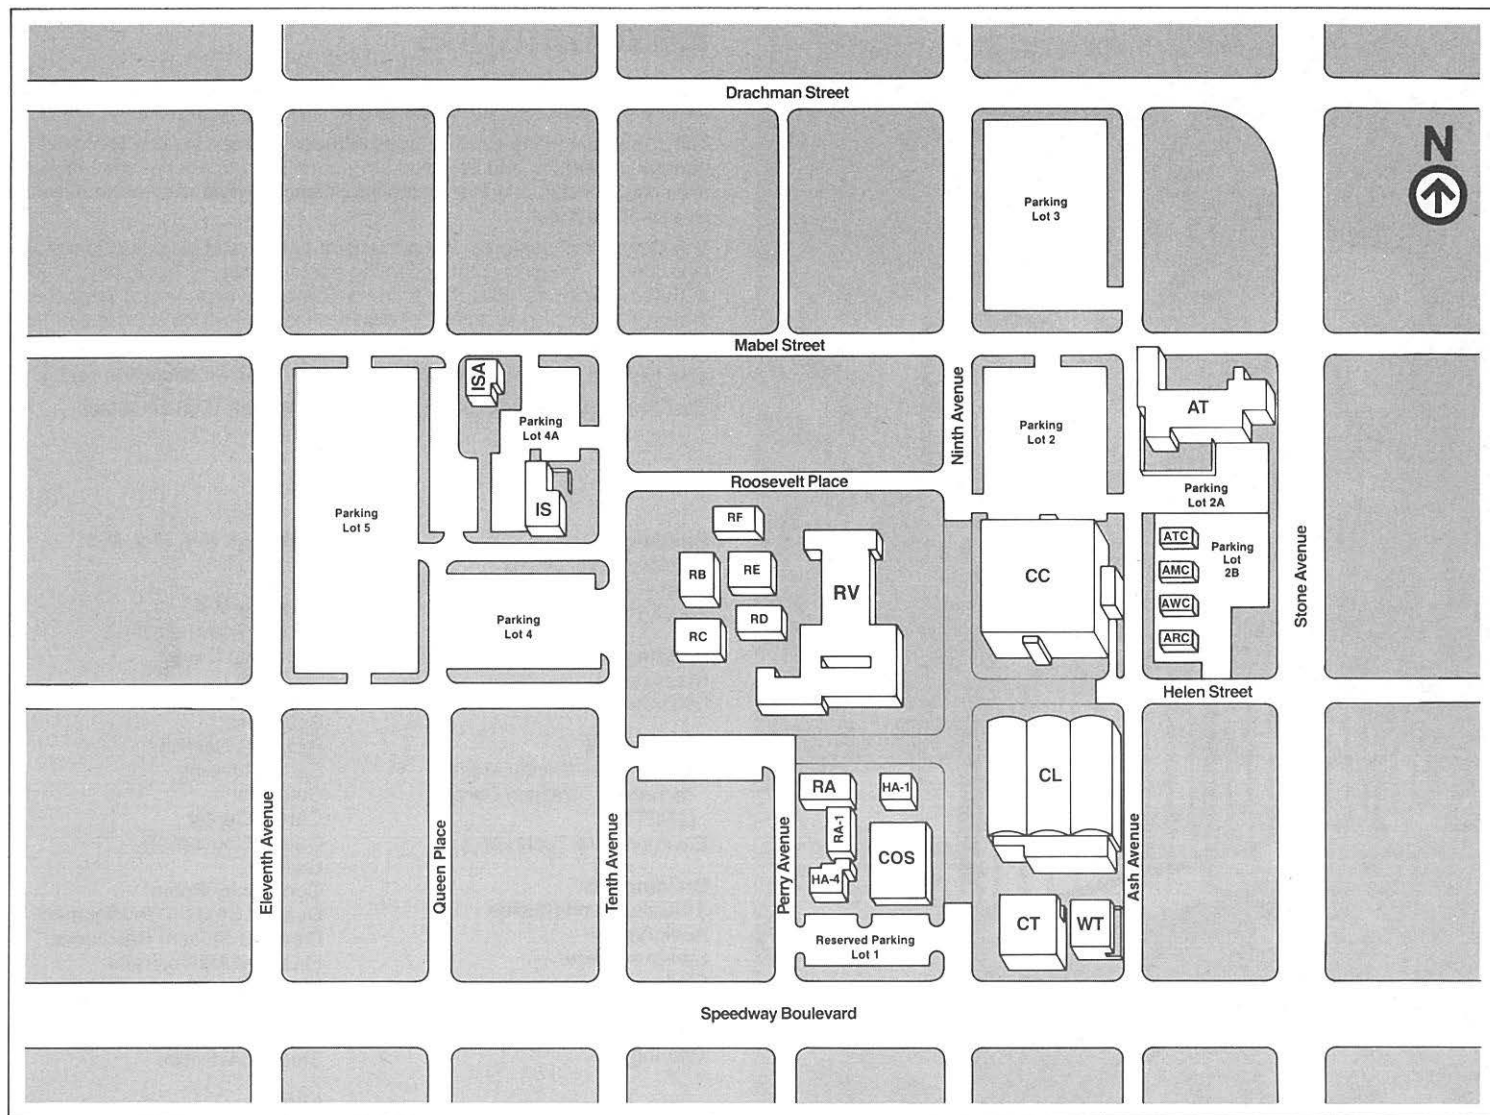 Drachman Street
N
Parking
Lot 3
Mabel Street
ISA
Parking
Lot 4A
Ninth Avenue
Parking
Lot 2
AT
Roosevelt Place
Parking
Lot 2A
Parking
Lot 5
IS
RF
RB
RE
RD
RC
RV
CC
ATC
AMC
AWC
ARC
Parking
Lot
2B
Stone Avenue
Parking
Lot 4
Helen Street
Eleventh Avenue
Queen Place
Tenth Avenue
Perry Avenue
RA
HA-1
RA-1
COS
HA-4
CL
Ash Avenue
CT
WT
Reserved Parking
Lot 1
Speedway Boulevard